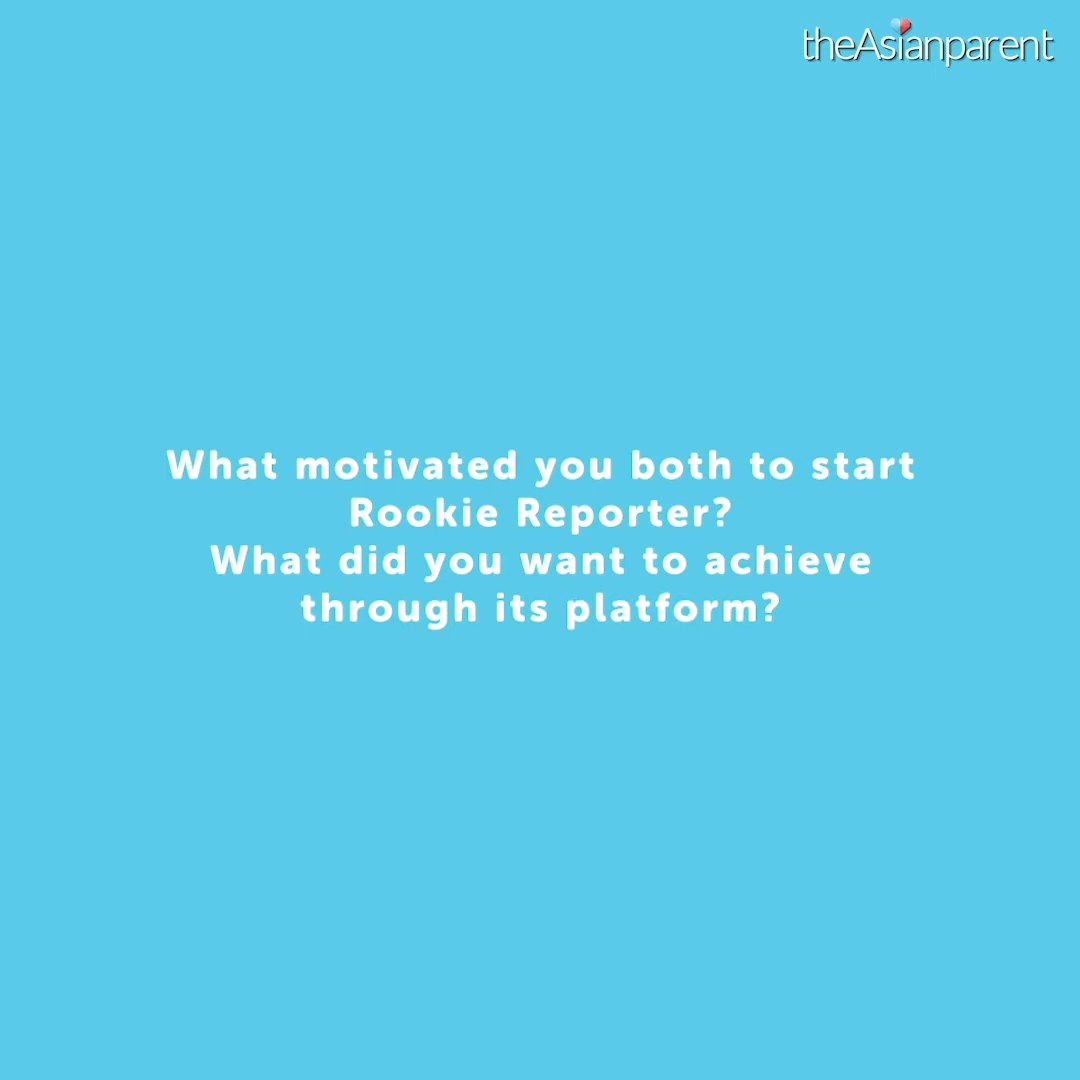 theAsianparent
What motivated you both to start
Rookie Reporter?
What did you want to achieve
through its platform?